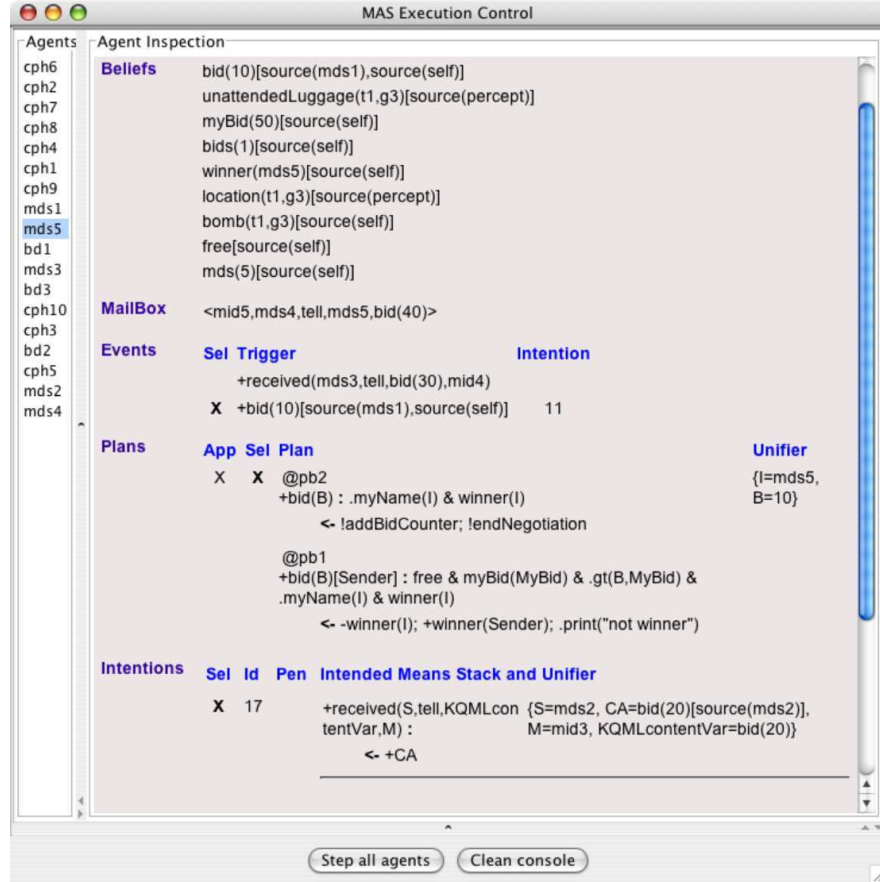 MAS Execution Control
Agents
Agent Inspection
cph6
cph2
cph7
cph8
cph4
cph1
cph9
mds1
mds5
bd1
mds3
bd3
cph10
cph3
bd2
cph5
mds2
mds4
Beliefs
bid(10)[source(mds1),source(self)]
unattendedLuggage(t1,g3)[source(percept)]
myBid(50)[source(self)]
bids(1)[source(self)]
winner(mds5)[source(self)]
location(t1,g3)[source(percept)]
bomb(t1,g3)[source(self)]
free[source(self)]
mds(5)[source(self)]
MailBox
<mid5,mds4,tell,mds5,bid(40)>
Events
Sel Trigger Intention
+received(mds3,tell,bid(30),mid4)
X +bid(10)[source(mds1),source(self)] 11
Plans
App Sel Plan Unifier
X X @pb2 {I=mds5,
+bid(B) : .myName(I) & winner(I) B=10}
<- !addBidCounter; !endNegotiation
@pb1
+bid(B)[Sender] : free & myBid(MyBid) & .gt(B,MyBid) &
.myName(I) & winner(I)
<- -winner(I); +winner(Sender); .print("not winner")
Intentions
Sel Id Pen Intended Means Stack and Unifier
X 17 +received(S,tell,KQMLcon {S=mds2, CA=bid(20)[source(mds2)],
tentVar,M) : M=mid3, KQMLcontentVar=bid(20)}
<- +CA
Step all agents
Clean console